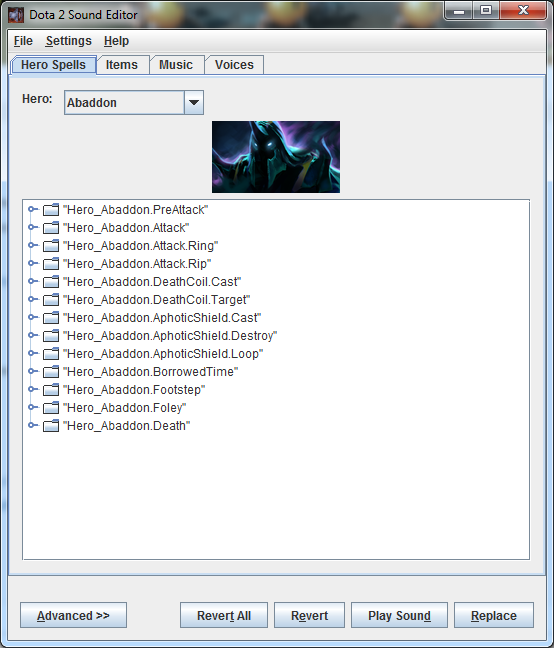 Dota 2 Sound Editor
File Settings Help
Hero Spells Items Music Voices
Hero: Abaddon
"Hero_Abaddon.PreAttack"
"Hero_Abaddon.Attack"
"Hero_Abaddon.Attack.Ring"
"Hero_Abaddon.Attack.Rip"
"Hero_Abaddon.DeathCoil.Cast"
"Hero_Abaddon.DeathCoil.Target"
"Hero_Abaddon.AphoticShield.Cast"
"Hero_Abaddon.AphoticShield.Destroy"
"Hero_Abaddon.AphoticShield.Loop"
"Hero_Abaddon.BorrowedTime"
"Hero_Abaddon.Footstep"
"Hero_Abaddon.Foley"
"Hero_Abaddon.Death"
Advanced >> Revert All Revert Play Sound Replace